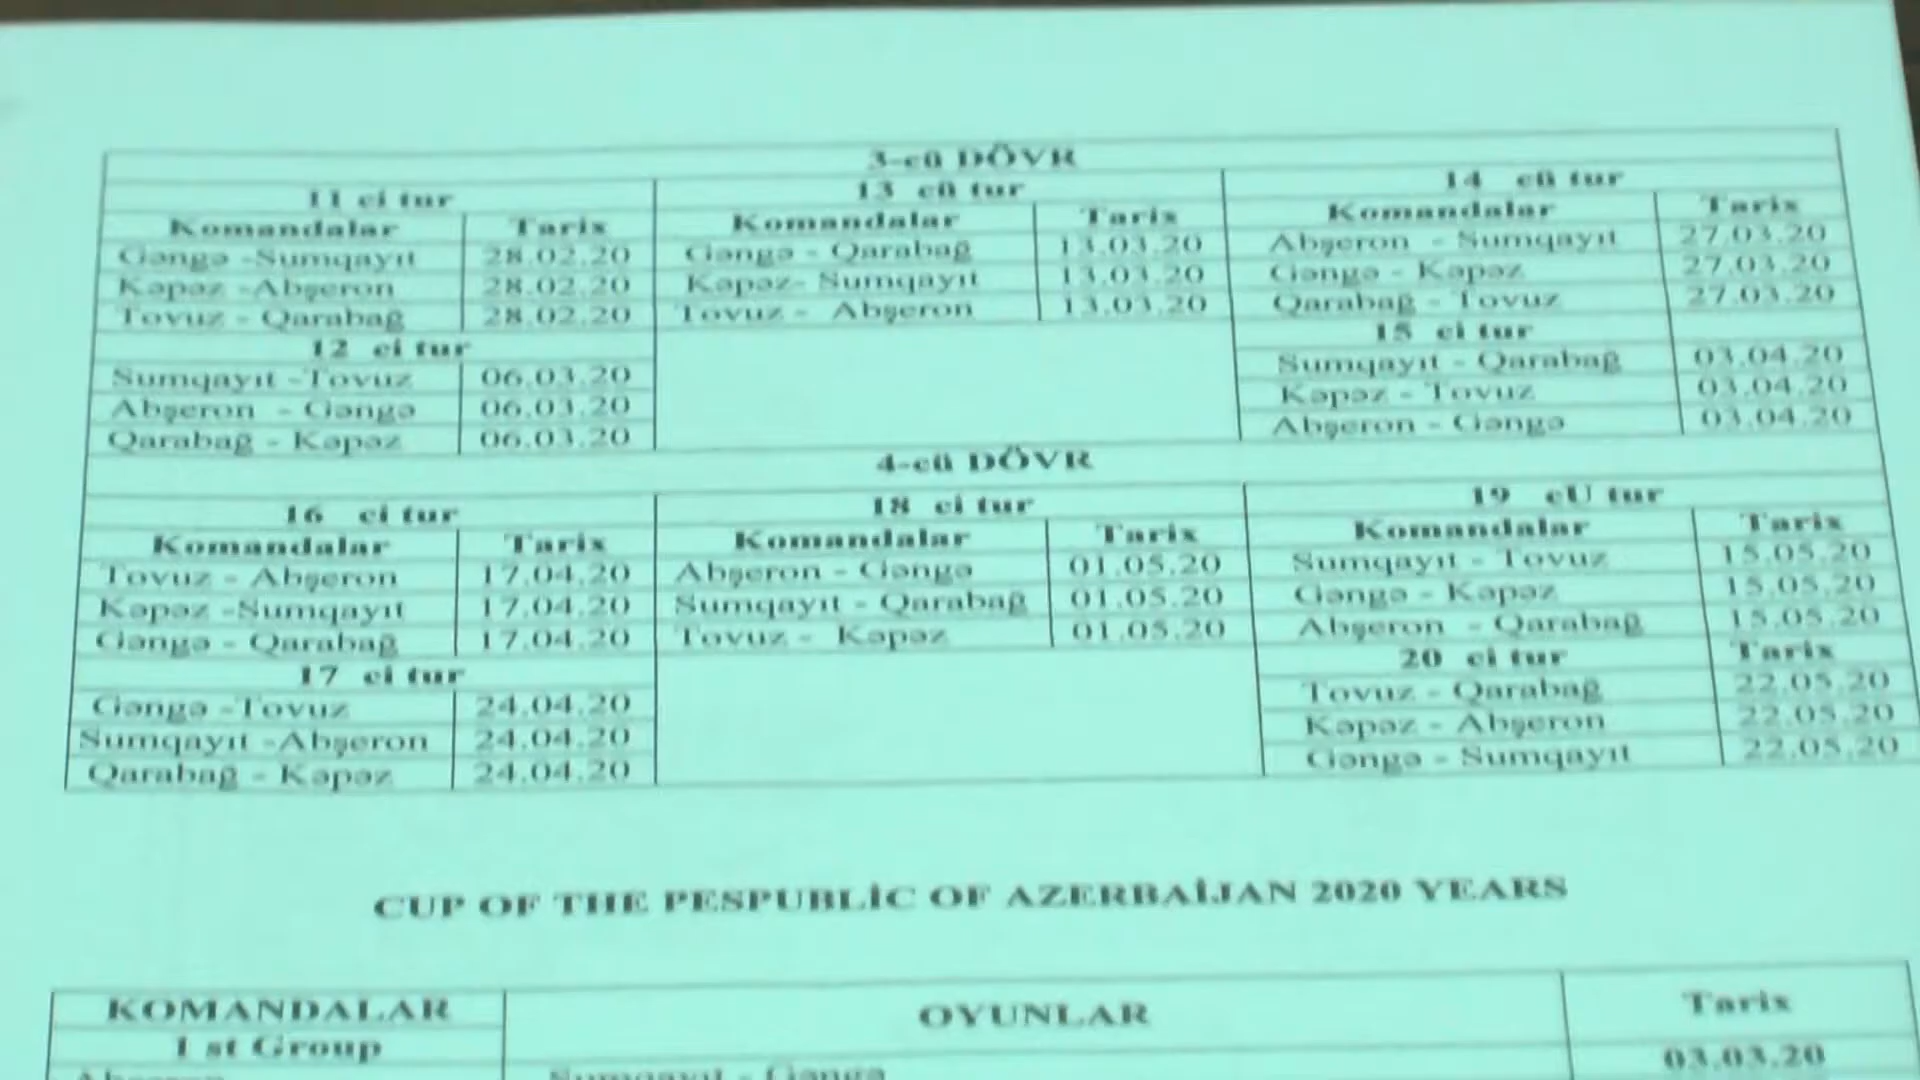 3-cü DÖVR
11 ci tur
Komandalar Tarix
Gəngə -Sumqayıt 28.02.20
Kəpəz -Abşeron 28.02.20
Tovuz - Qarabağ 28.02.20
12 ci tur
Sumqayıt -Tovuz 06.03.20
Abşeron - Gəngə 06.03.20
Qarabağ - Kəpəz 06.03.20
13 cü tur
Komandalar Tarix
Gəngə - Qarabağ 13.03.20
Kəpəz- Sumqayıt 13.03.20
Tovuz - Abşeron 13.03.20
14 cü tur
Komandalar Tarix
Abşeron - Sumqayıt 27.03.20
Gəngə - Kəpəz 27.03.20
Qarabağ - Tovuz 27.03.20
15 ci tur
Sumqayıt - Qarabağ 03.04.20
Kəpəz - Tovuz 03.04.20
Abşeron - Gəngə 03.04.20
4-cü DÖVR
16 ci tur
Komandalar Tarix
Tovuz - Abşeron 17.04.20
Kəpəz -Sumqayıt 17.04.20
Gəngə - Qarabağ 17.04.20
17 ci tur
Gəngə -Tovuz 24.04.20
Sumqayıt -Abşeron 24.04.20
Qarabağ - Kəpəz 24.04.20
18 ci tur
Komandalar Tarix
Abşeron - Gəngə 01.05.20
Sumqayıt - Qarabağ 01.05.20
Tovuz - Kəpəz 01.05.20
19 cU tur
Komandalar Tarix
Sumqayıt - Tovuz 15.05.20
Gəngə - Kəpəz 15.05.20
Abşeron - Qarabağ 15.05.20
20 ci tur Tarix
Tovuz - Qarabağ 22.05.20
Kəpəz - Abşeron 22.05.20
Gəngə - Sumqayıt 22.05.20
CUP OF THE PESPUBLİC OF AZERBAİJAN 2020 YEARS
KOMANDALAR OYUNLAR Tarix
1 st Group 03.03.20
Abşeron Sumqayıt - Gəngə